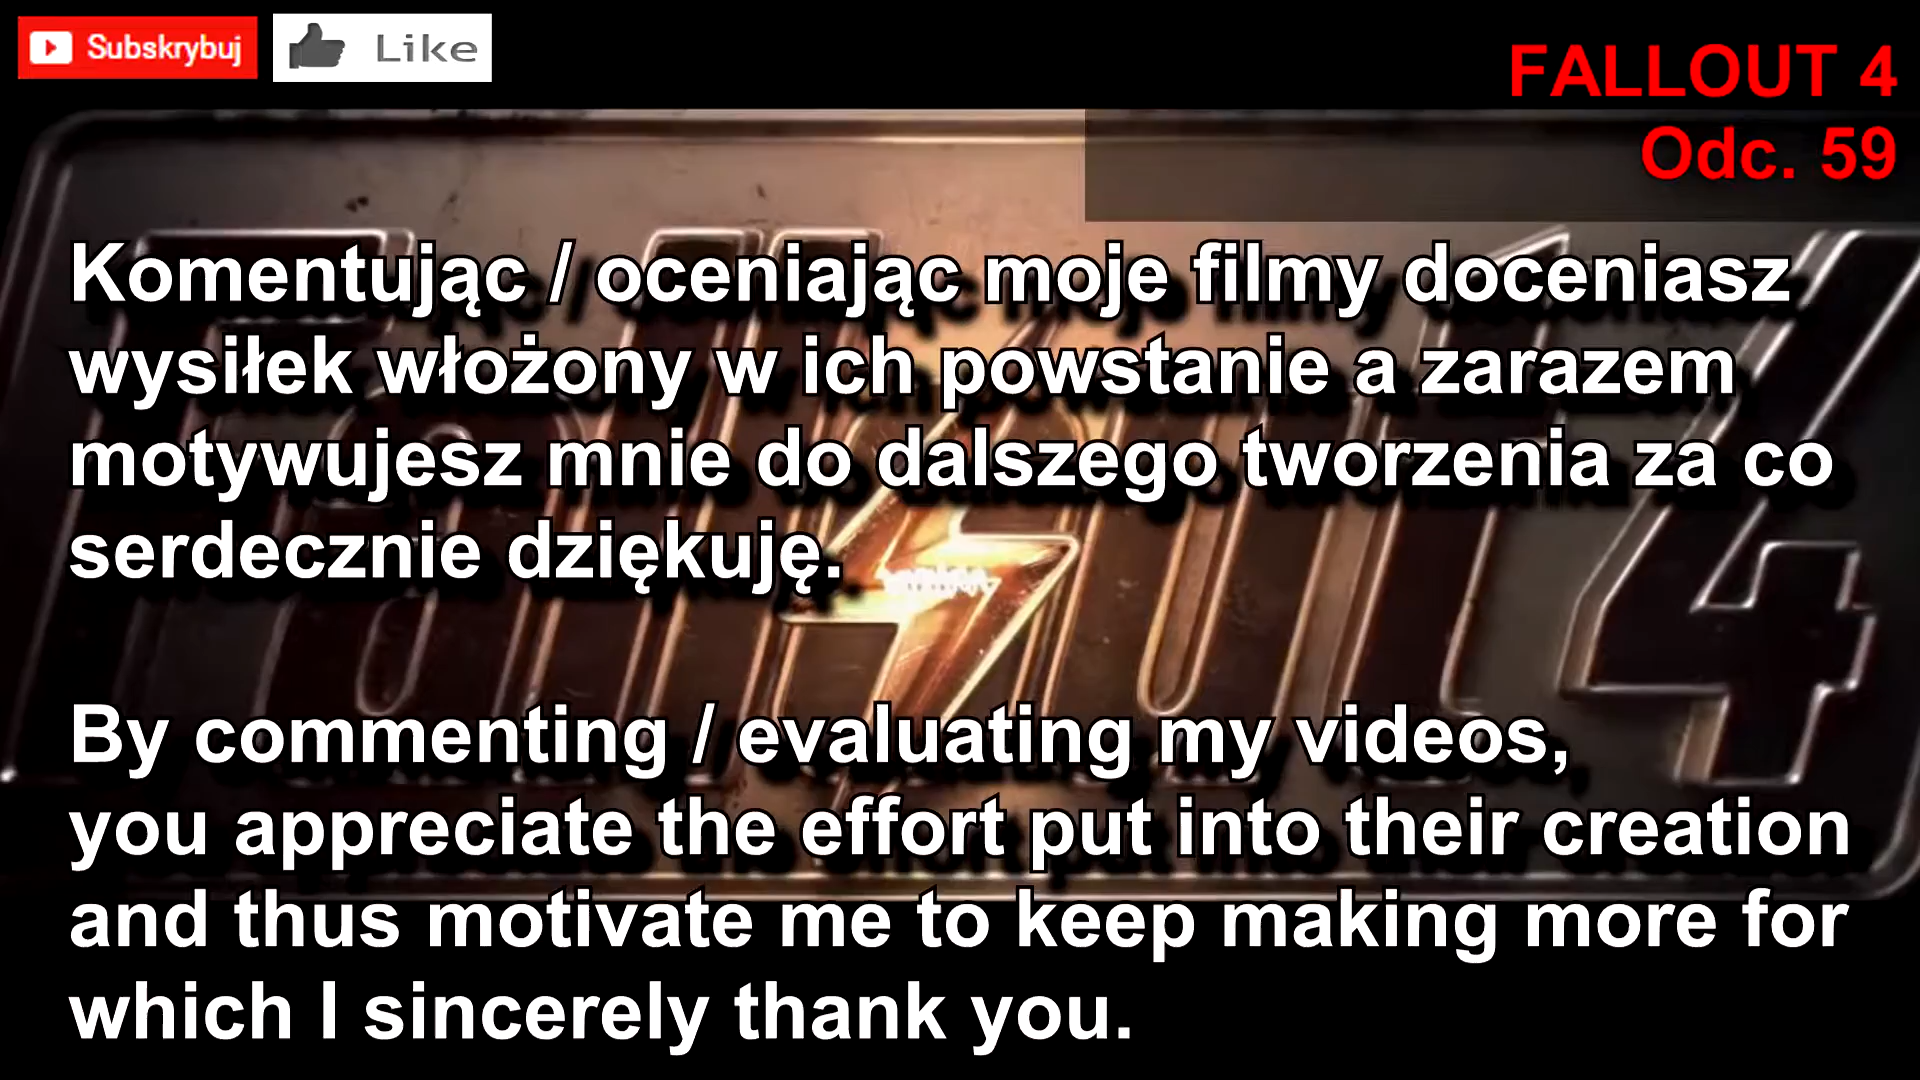 Subskrybuj
Like
FALLOUT 4
Odc. 59
Komentując / oceniając moje filmy doceniasz
wysiłek włożony w ich powstanie a zarazem
motywujesz mnie do dalszego tworzenia za co
serdecznie dziękuję.
By commenting / evaluating my videos,
you appreciate the effort put into their creation
and thus motivate me to keep making more for
which I sincerely thank you.
Fallout 4